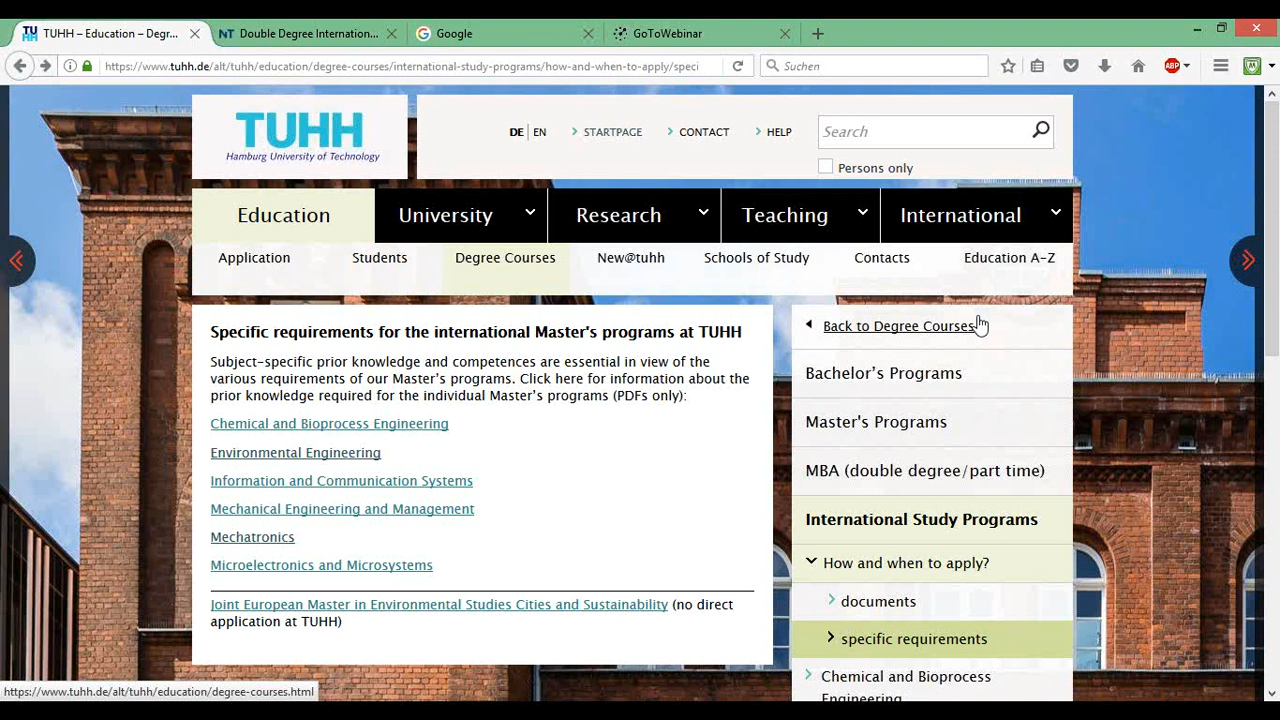 TUHH – Education – Degr...
Double Degree Internation...
Google
GoToWebinar
https://www.tuhh.de/alt/tuhh/education/degree-courses/international-study-programs/how-and-when-to-apply/speci
Suchen
ABP
TUHH
Hamburg University of Technology
DE | EN
STARTPAGE
CONTACT
HELP
Search
Persons only
Education
University
Research
Teaching
International
Application
Students
Degree Courses
New@tuhh
Schools of Study
Contacts
Education A-Z
Specific requirements for the international Master's programs at TUHH
Subject-specific prior knowledge and competences are essential in view of the
various requirements of our Master’s programs. Click here for information about the
prior knowledge required for the individual Master’s programs (PDFs only):
Chemical and Bioprocess Engineering
Environmental Engineering
Information and Communication Systems
Mechanical Engineering and Management
Mechatronics
Microelectronics and Microsystems
Joint European Master in Environmental Studies Cities and Sustainability (no direct
application at TUHH)
Back to Degree Courses
Bachelor’s Programs
Master's Programs
MBA (double degree/part time)
International Study Programs
How and when to apply?
documents
specific requirements
Chemical and Bioprocess
Engineering
https://www.tuhh.de/alt/tuhh/education/degree-courses.html